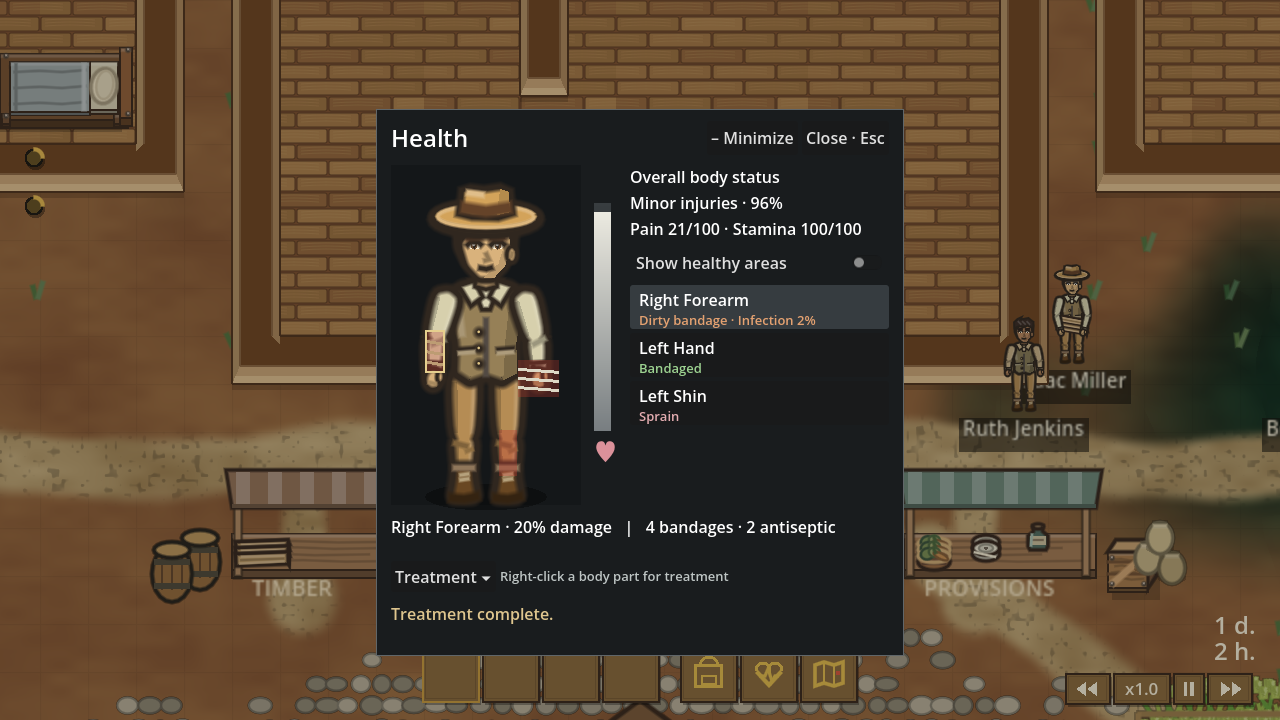 Health
– Minimize Close · Esc
Overall body status
Minor injuries · 96%
Pain 21/100 · Stamina 100/100
Show healthy areas
Right Forearm
Dirty bandage · Infection 2%
Left Hand
Bandaged
Left Shin
Sprain
Right Forearm · 20% damage | 4 bandages · 2 antiseptic
Treatment Right-click a body part for treatment
Treatment complete.
Miller
Ruth Jenkins
TIMBER
PROVISIONS
1 d.
2 h.
x1.0